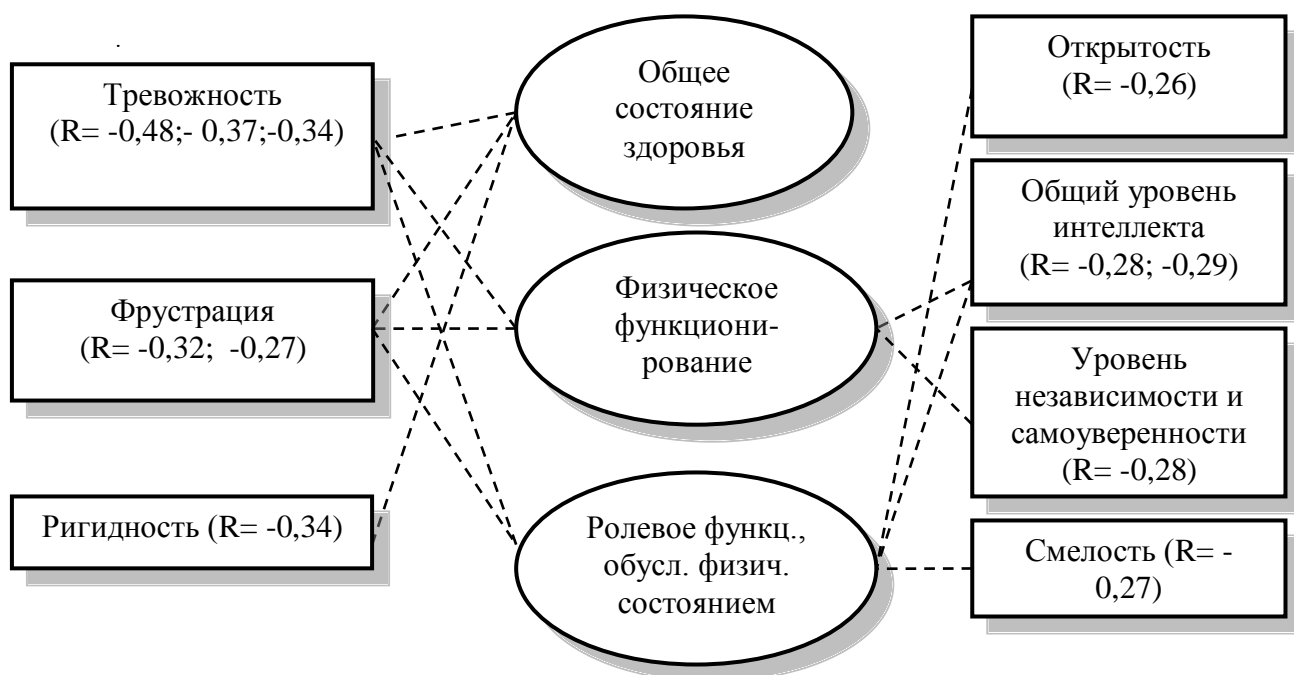 Тревожность
(R= -0,48;- 0,37;-0,34)
Фрустрация
(R= -0,32;  -0,27)
Ригидность (R= -0,34)
Общее
состояние
здоровья
Физическое
функциони-
рование
Ролевое функц.,
обусл. физич.
состоянием
Открытость
(R= -0,26)
Общий уровень
интеллекта
(R= -0,28; -0,29)
Уровень
независимости и
самоуверенности
(R= -0,28)
Смелость (R= -
0,27)